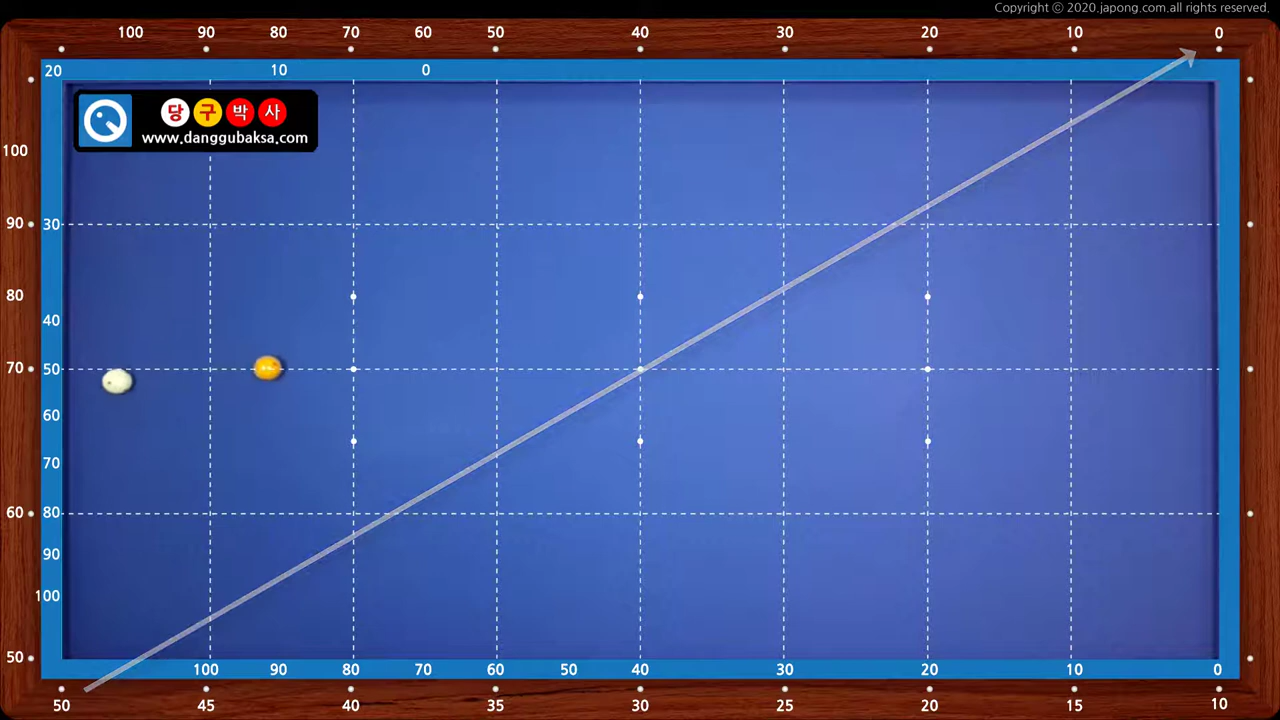 Copyright ⓒ 2020.japong.com.all rights reserved.
100 90 80 70 60 50 40 30 20 10 0
20 10 0
당구박사
www.danggubaksa.com
100
90 30
80
40
70 50
60
70
60 80
90
100
50
100 90 80 70 60 50 40 30 20 10 0
50 45 40 35 30 25 20 15 10